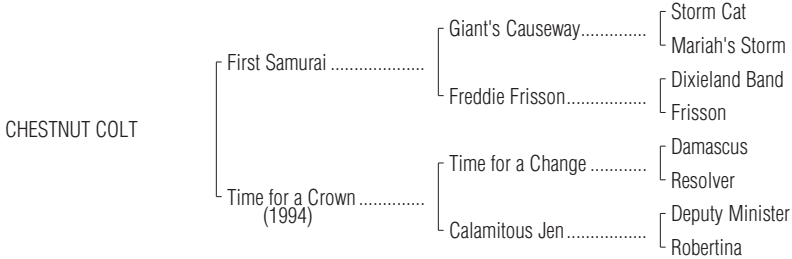 Storm Cat
Giant's Causeway..............
Mariah's Storm
First Samurai ....................
Dixieland Band
Freddie Frisson.................
Frisson
CHESTNUT COLT
Damascus
Time for a Change ............
Resolver
Time for a Crown ..............
(1994)
Deputy Minister
Calamitous Jen.................
Robertina